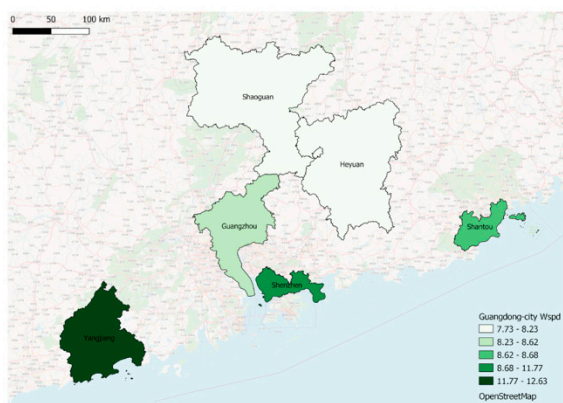 0 50 100 km
Shaoguan
Heyuan
Guangzhou
Shantou
Shenzhen
Yangjiang
Guangdong-city Wspd
7.73 - 8.23
8.23 - 8.62
8.62 - 8.68
8.68 - 11.77
11.77 - 12.63
OpenStreetMap